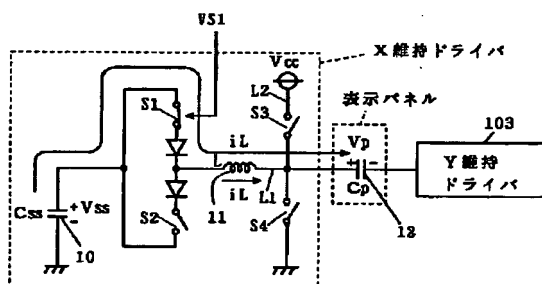 VS1
X維持ドライバ
Vcc
L2
表示パネル
S1
S3
103
iL
Vp
+ -
Y維持
ドライバ
Css
+Vss
-
iL
L1
Cp
S2
11
S4
12
10